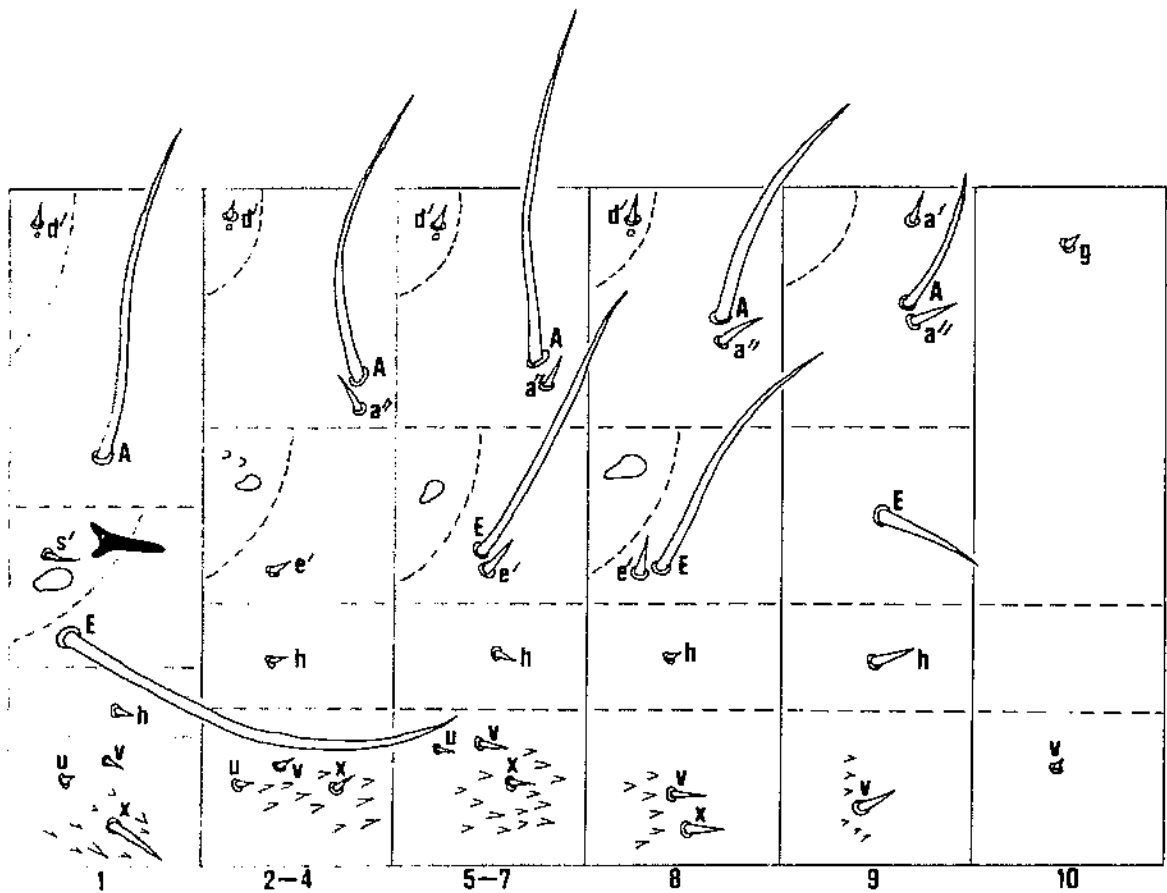 d′ d′ d′ d′ a′ g
A A A A A
a″ a″ a″ a″
s′ E E E
e′ e′ e′
E h h h h
h
u v u v x u v x v x v v
x
1 2–4 5–7 8 9 10